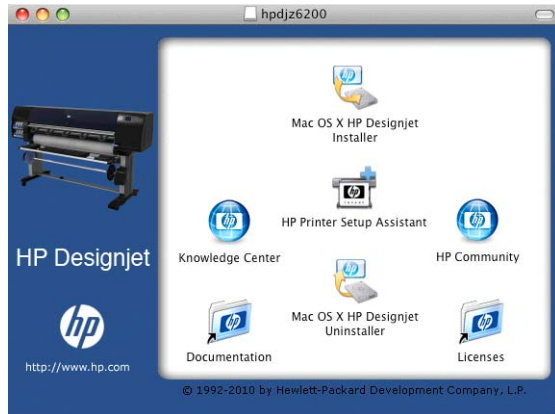 hpdjz6200
Mac OS X HP Designjet
Installer
HP Printer Setup Assistant
Knowledge Center
HP Community
HP Designjet
Mac OS X HP Designjet
Uninstaller
hp
http://www.hp.com
Documentation
Licenses
© 1992-2010 by Hewlett-Packard Development Company, L.P.